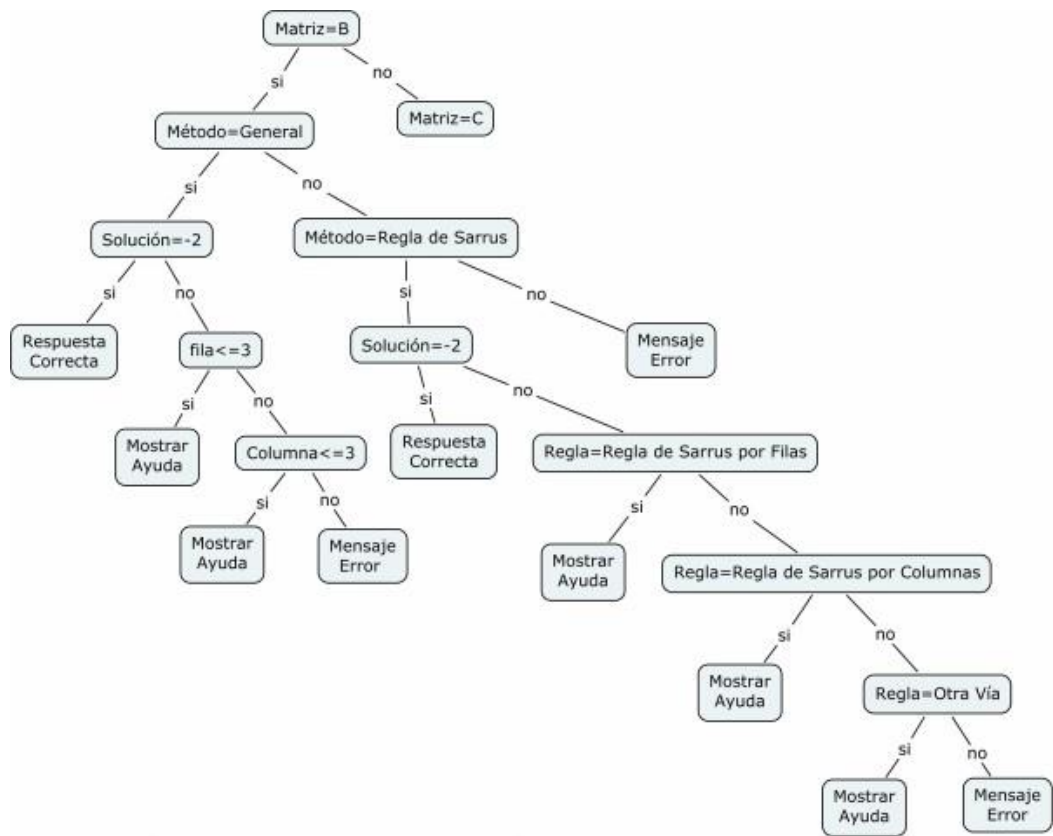 Matriz=B
si
no
Método=General
Matriz=C
si
no
Solución=-2
Método=Regla de Sarrus
si
no
si
no
Respuesta
Correcta
fila<=3
Solución=-2
Mensaje
Error
si
no
si
no
Mostrar
Ayuda
Columna<=3
Respuesta
Correcta
Regla=Regla de Sarrus por Filas
si
no
si
no
Mostrar
Ayuda
Mensaje
Error
Mostrar
Ayuda
Regla=Regla de Sarrus por Columnas
si
no
Mostrar
Ayuda
Regla=Otra Vía
si
no
Mostrar
Ayuda
Mensaje
Error